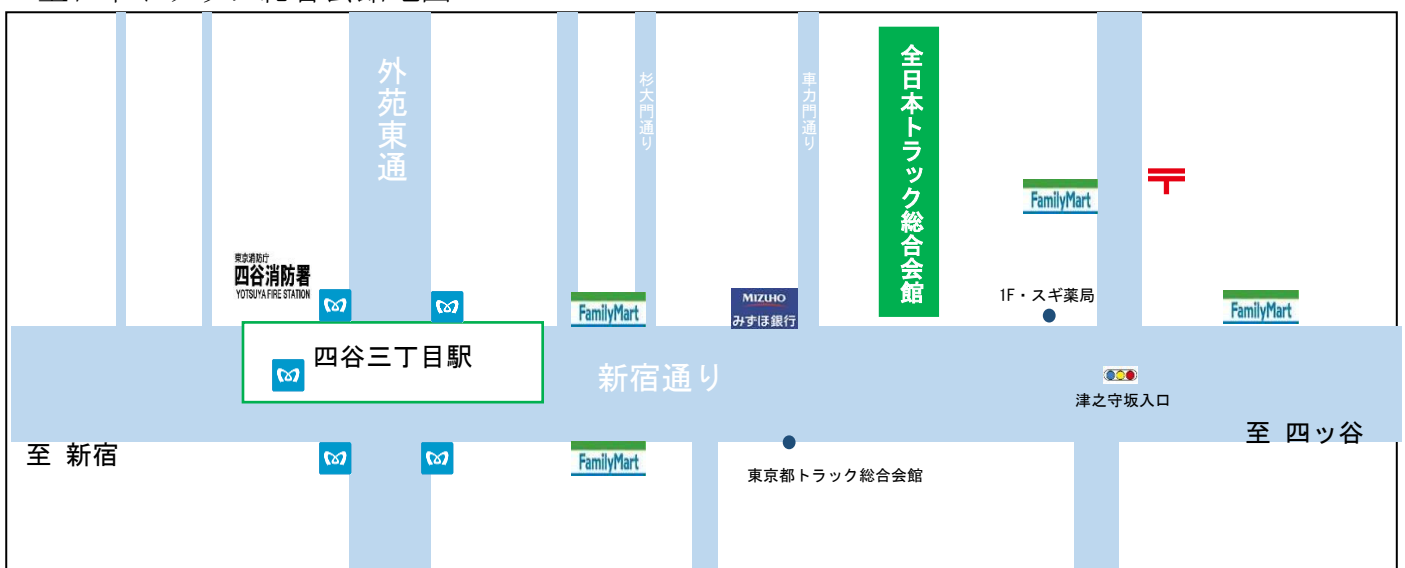 外苑東通
杉大門通り
車力門通り
全日本トラック総合会館
FamilyMart
〒
東京消防庁
四谷消防署
YOTSUYA FIRE STATION
FamilyMart
MIZUHO
みずほ銀行
1F・スギ薬局
FamilyMart
四谷三丁目駅
新宿通り
津之守坂入口
至 新宿
至 四ッ谷
FamilyMart
東京都トラック総合会館